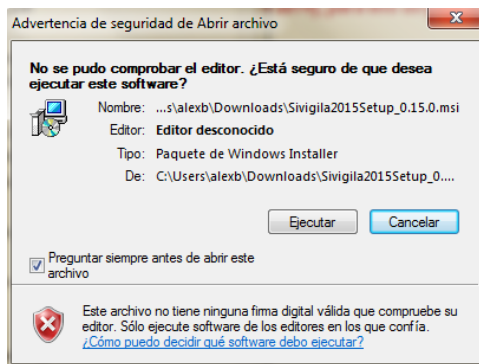 Advertencia de seguridad de Abrir archivo
No se pudo comprobar el editor. ¿Está seguro de que desea
ejecutar este software?
Nombre: ...s\alexb\Downloads\Sivigila2015Setup_0.15.0.msi
Editor: Editor desconocido
Tipo: Paquete de Windows Installer
De: C:\Users\alexb\Downloads\Sivigila2015Setup_0....
Ejecutar Cancelar
Preguntar siempre antes de abrir este
archivo
Este archivo no tiene ninguna firma digital válida que compruebe su
editor. Sólo ejecute software de los editores en los que confía.
¿Cómo puedo decidir qué software debo ejecutar?